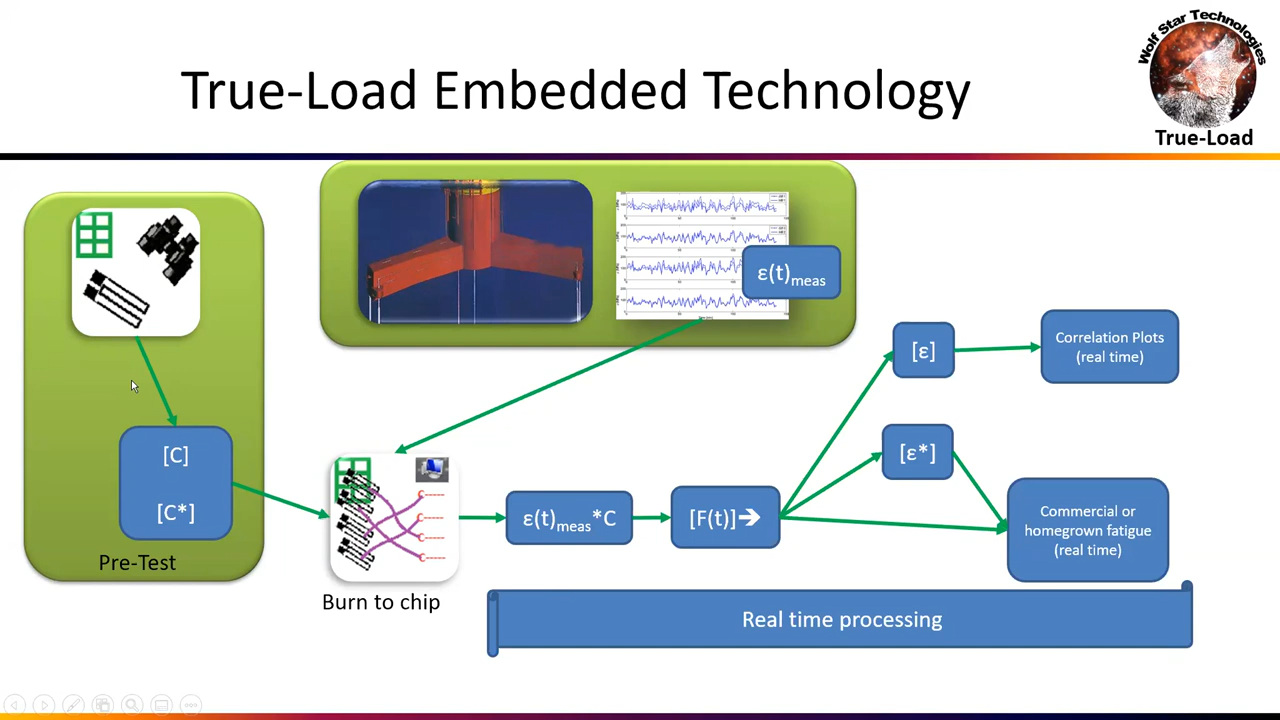 True-Load Embedded Technology
Wolf Star Technologies
True-Load
ε(t)meas
[C]
[C*]
Pre-Test
Burn to chip
ε(t)meas*C
[F(t)]➔
[ε]
Correlation Plots
(real time)
[ε*]
Commercial or
homegrown fatigue
(real time)
Real time processing